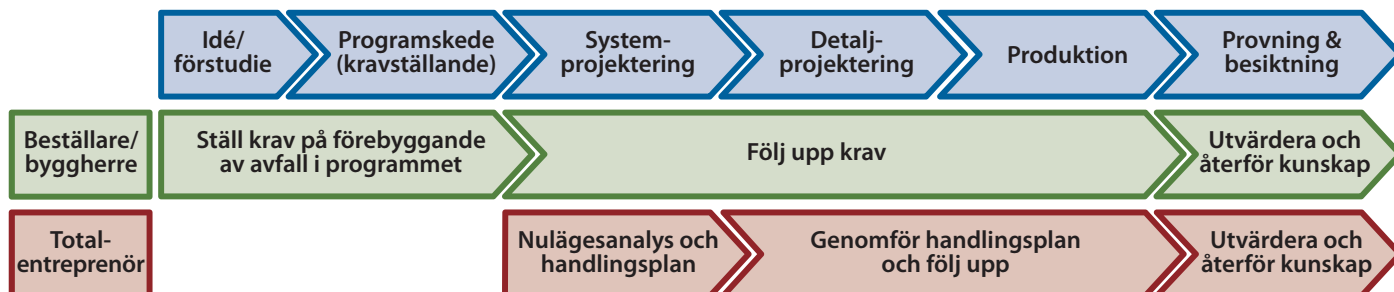 Idé/
förstudie
Programskede
(kravställande)
System-
projektering
Detalj-
projektering
Produktion
Provning &
besiktning
Beställare/
byggherre
Ställ krav på förebyggande
av avfall i programmet
Följ upp krav
Utvärdera och
återför kunskap
Total-
entreprenör
Nulägesanalys och
handlingsplan
Genomför handlingsplan
och följ upp
Utvärdera och
återför kunskap